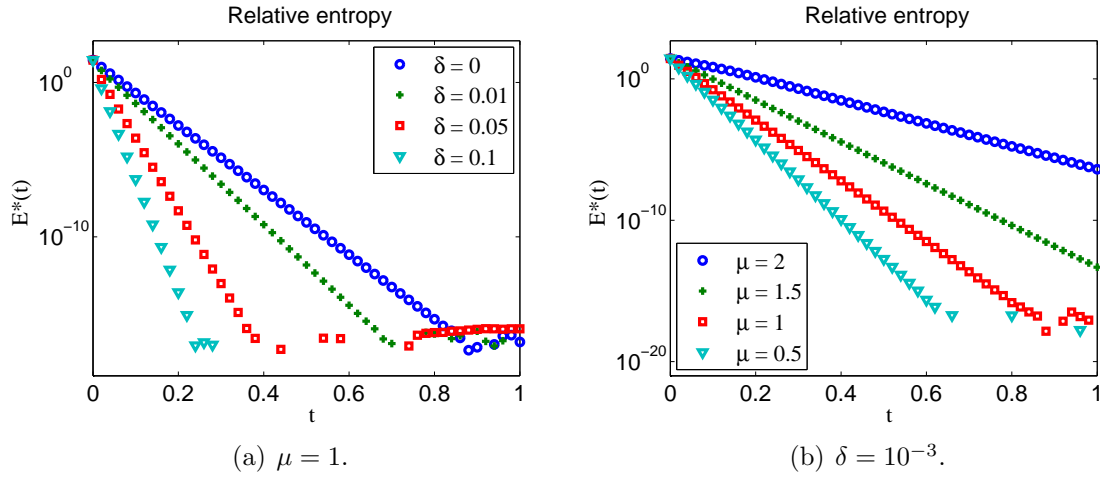 Relative entropy
10^0
10^-10
E*(t)
0 0.2 0.4 0.6 0.8 1
t
δ = 0
δ = 0.01
δ = 0.05
δ = 0.1
(a) μ = 1.
Relative entropy
10^0
10^-10
10^-20
E*(t)
0 0.2 0.4 0.6 0.8 1
t
μ = 2
μ = 1.5
μ = 1
μ = 0.5
(b) δ = 10^-3.